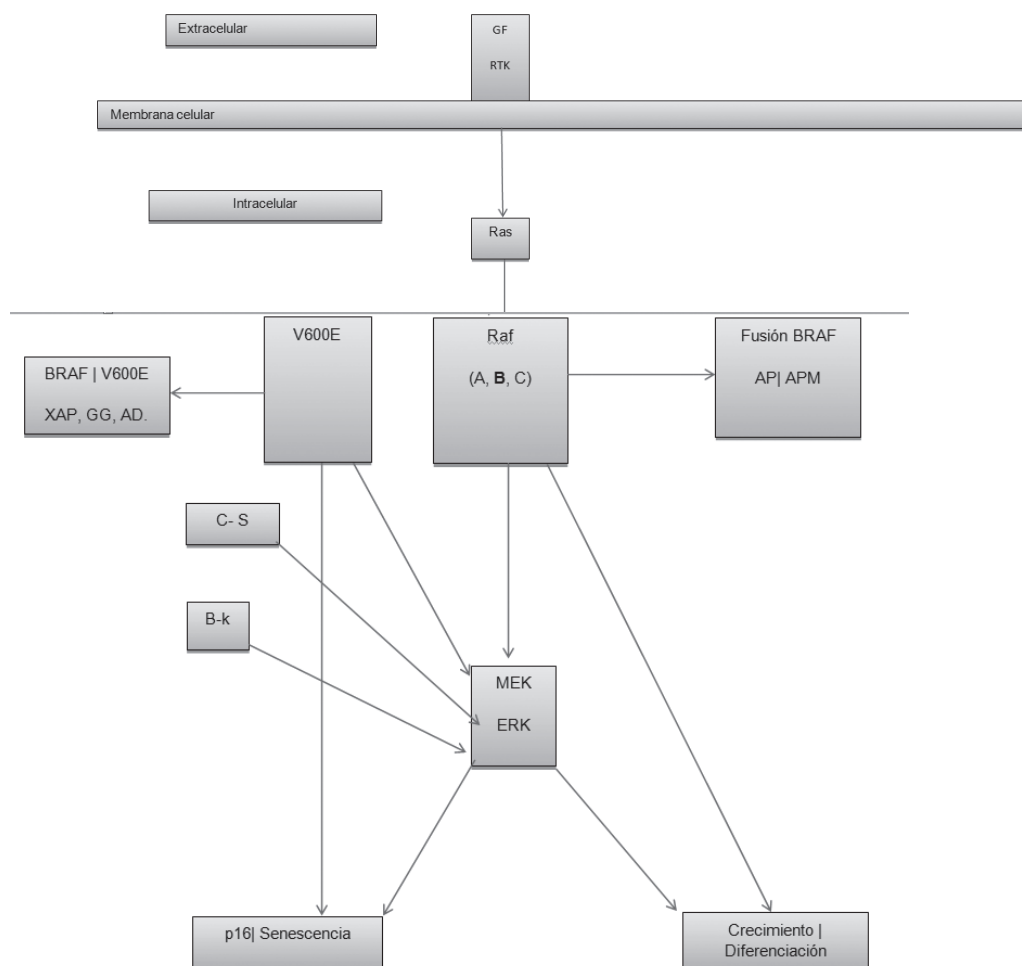 Extracelular
GF
RTK
Membrana celular
Intracelular
Ras
V600E
Raf
(A, B, C)
Fusión BRAF
AP| APM
BRAF | V600E
XAP, GG, AD.
C- S
B-k
MEK
ERK
p16| Senescencia
Crecimiento |
Diferenciación